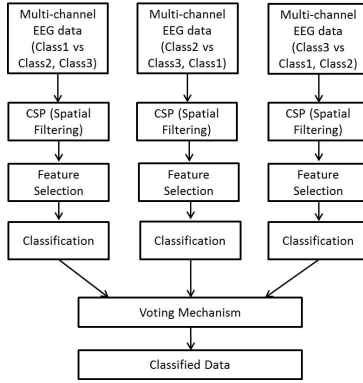 Multi-channel
EEG data
(Class1 vs
Class2, Class3)
Multi-channel
EEG data
(Class2 vs
Class3, Class1)
Multi-channel
EEG data
(Class3 vs
Class1, Class2)
CSP (Spatial
Filtering)
CSP (Spatial
Filtering)
CSP (Spatial
Filtering)
Feature
Selection
Feature
Selection
Feature
Selection
Classification
Classification
Classification
Voting Mechanism
Classified Data